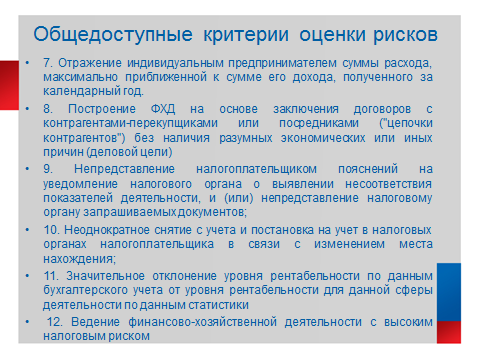 Общедоступные критерии оценки рисков
• 7. Отражение индивидуальным предпринимателем суммы расхода,
максимально приближенной к сумме его дохода, полученного за
календарный год.
• 8. Построение ФХД на основе заключения договоров с
контрагентами-перекупщиками или посредниками ("цепочки
контрагентов") без наличия разумных экономических или иных
причин (деловой цели)
• 9. Непредставление налогоплательщиком пояснений на
уведомление налогового органа о выявлении несоответствия
показателей деятельности, и (или) непредставление налоговому
органу запрашиваемых документов;
• 10. Неоднократное снятие с учета и постановка на учет в налоговых
органах налогоплательщика в связи с изменением места
нахождения;
• 11. Значительное отклонение уровня рентабельности по данным
бухгалтерского учета от уровня рентабельности для данной сферы
деятельности по данным статистики
• 12. Ведение финансово-хозяйственной деятельности с высоким
налоговым риском